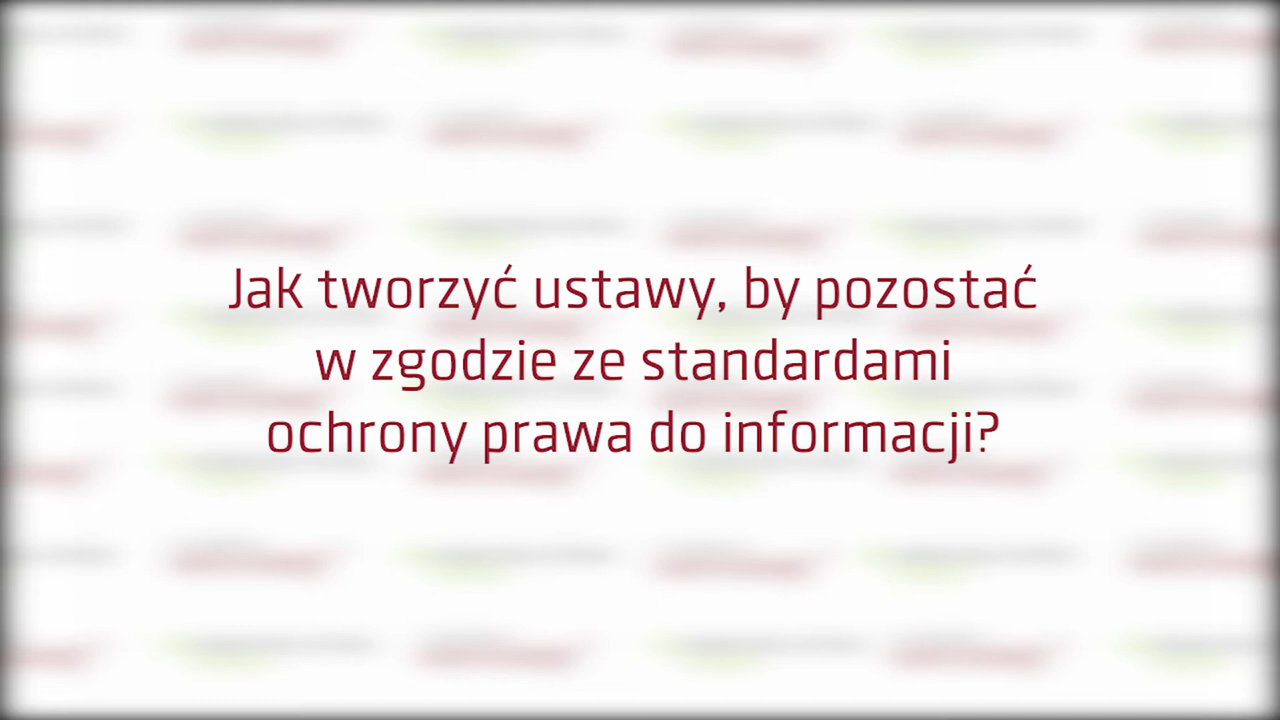 Jak tworzyć ustawy, by pozostać
w zgodzie ze standardami
ochrony prawa do informacji?